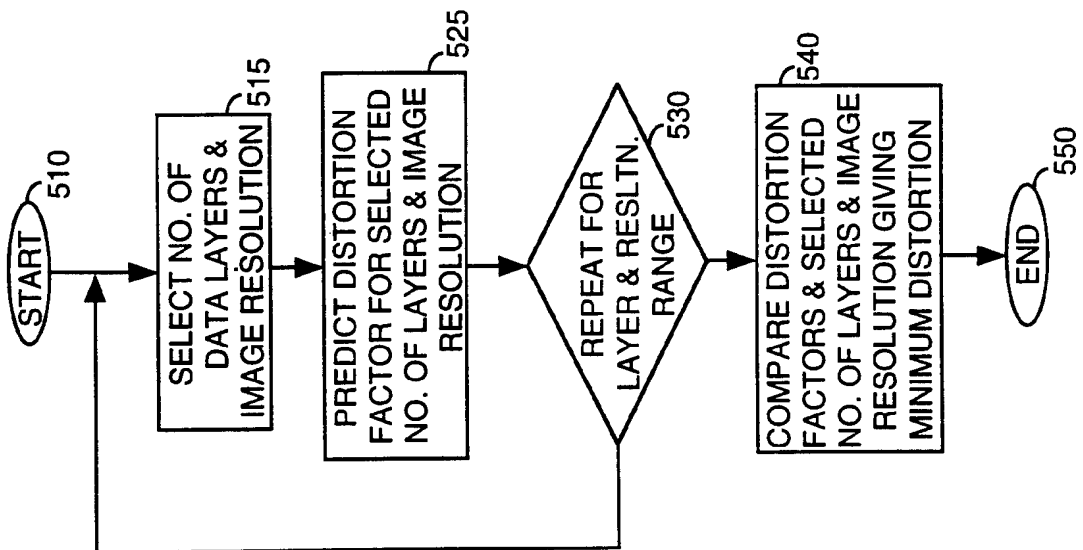 START
510
SELECT NO. OF
DATA LAYERS &
IMAGE RESOLUTION
515
PREDICT DISTORTION
FACTOR FOR SELECTED
NO. OF LAYERS & IMAGE
RESOLUTION
525
REPEAT FOR
LAYER & RESLTN.
RANGE
530
COMPARE DISTORTION
FACTORS & SELECTED
NO. OF LAYERS & IMAGE
RESOLUTION GIVING
MINIMUM DISTORTION
540
END
550